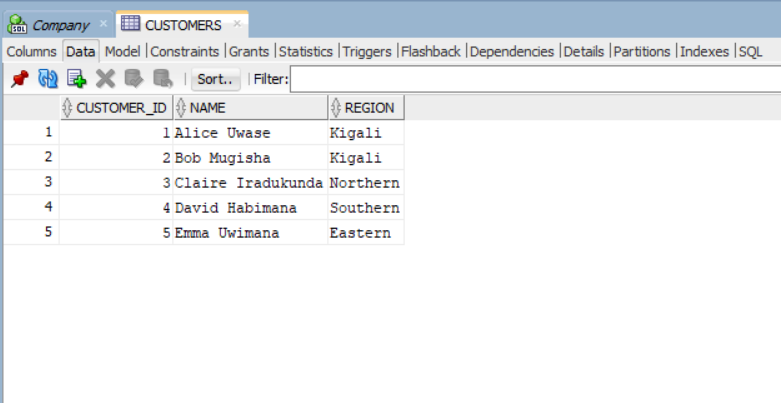 SQL Company × CUSTOMERS ×
Columns Data Model Constraints Grants Statistics Triggers Flashback Dependencies Details Partitions Indexes SQL
Sort.. Filter:
CUSTOMER_ID NAME REGION
1 1 Alice Uwase Kigali
2 2 Bob Mugisha Kigali
3 3 Claire Iradukunda Northern
4 4 David Habimana Southern
5 5 Emma Uwimana Eastern